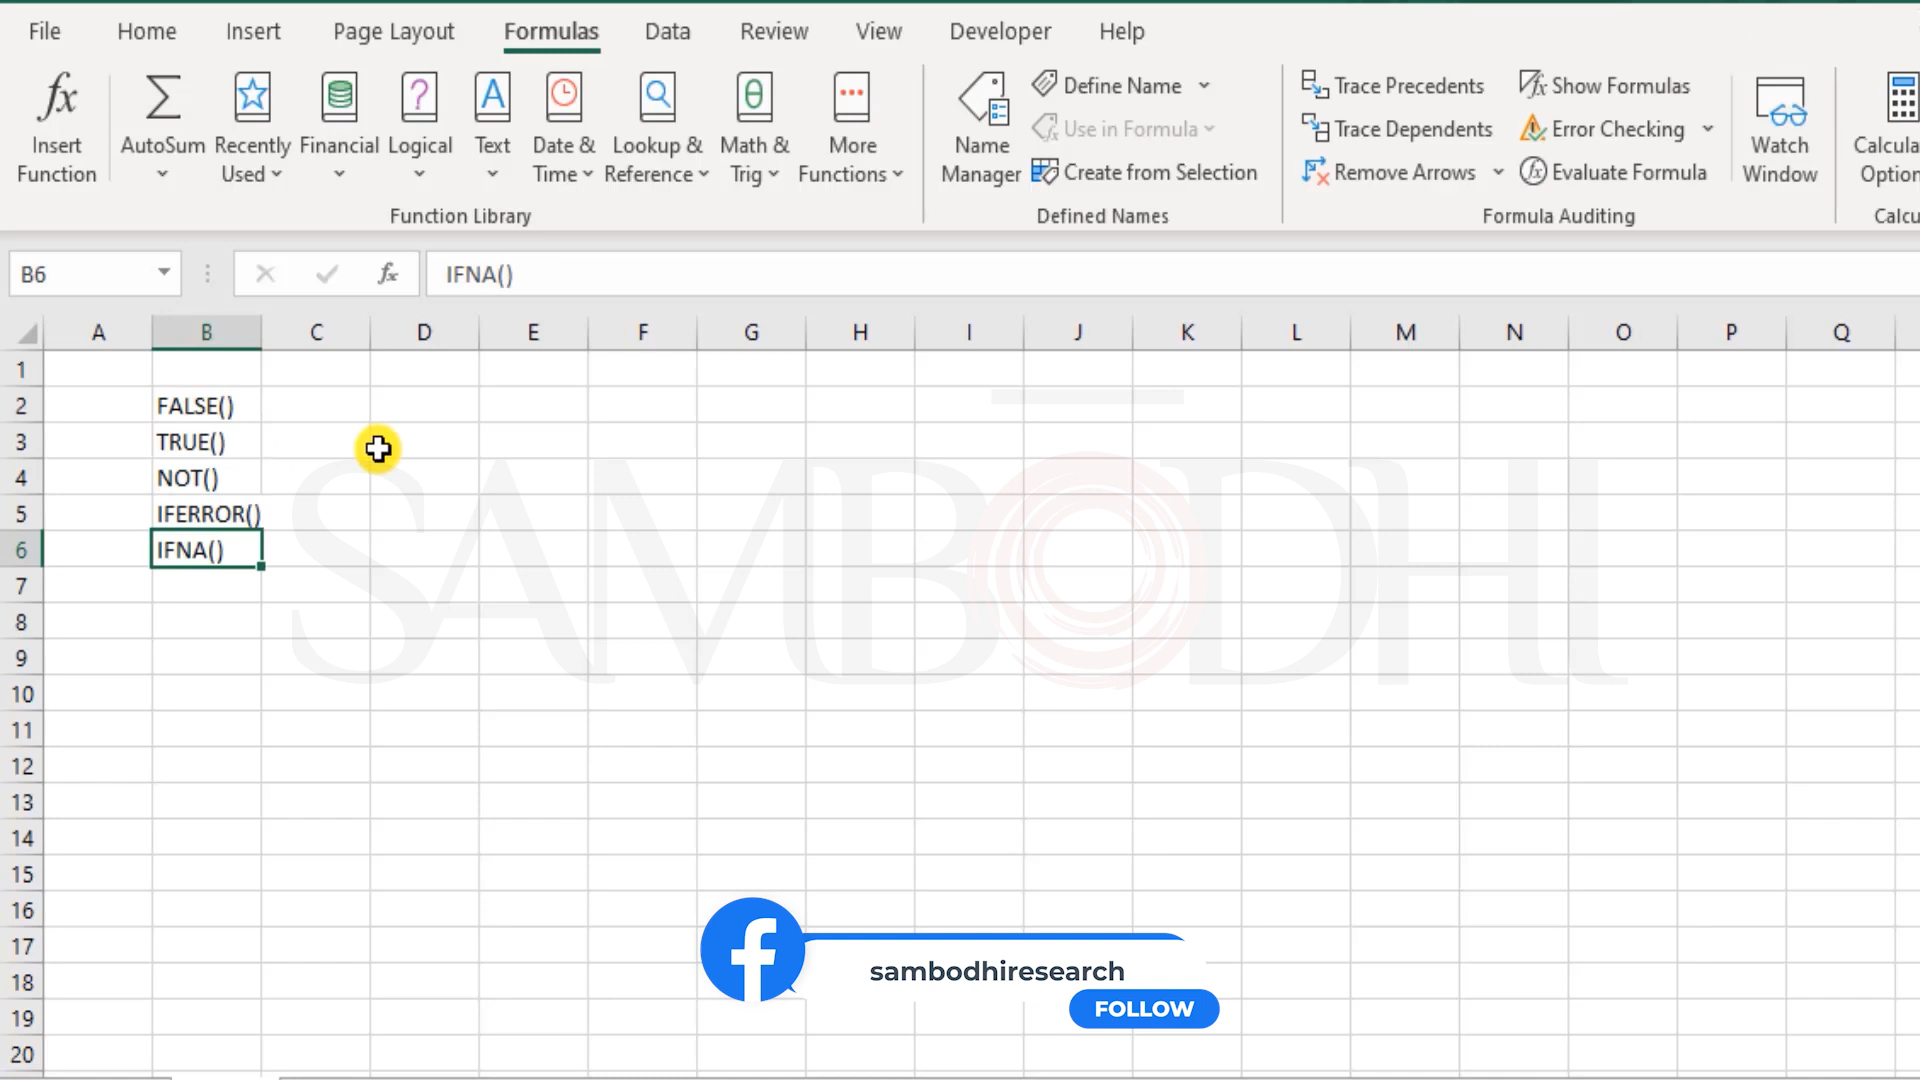 File Home Insert Page Layout Formulas Data Review View Developer Help
Insert Function
AutoSum
Recently Used
Financial
Logical
Text
Date & Time
Lookup & Reference
Math & Trig
More Functions
Function Library
Name Manager
Define Name
Use in Formula
Create from Selection
Defined Names
Trace Precedents
Trace Dependents
Remove Arrows
Show Formulas
Error Checking
Evaluate Formula
Formula Auditing
Watch Window
B6 fx IFNA()
A B C D E F G H I J K L M N O P Q
1
2 FALSE()
3 TRUE()
4 NOT()
5 IFERROR()
6 IFNA()
7
8
9
10
11
12
13
14
15
16
17
18
19
20
SAMBODHI
sambodhiresearch
FOLLOW